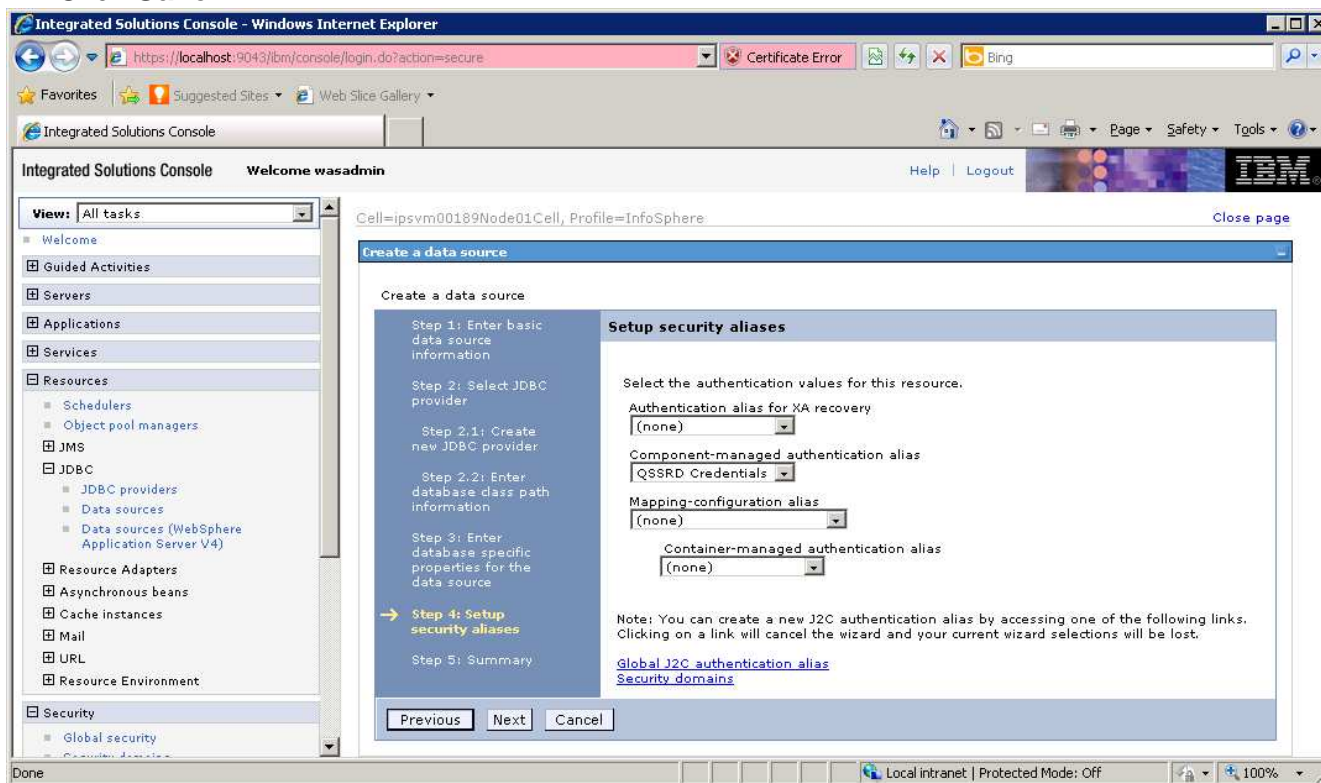 Integrated Solutions Console - Windows Internet Explorer
https://localhost:9043/ibm/console/login.do?action=secure
Certificate Error
Bing
Favorites
Suggested Sites
Web Slice Gallery
Integrated Solutions Console
Page
Safety
Tools
Integrated Solutions Console
Welcome wasadmin
Help | Logout
IBM
View: All tasks
Welcome
Guided Activities
Servers
Applications
Services
Resources
Schedulers
Object pool managers
JMS
JDBC
JDBC providers
Data sources
Data sources (WebSphere
Application Server V4)
Resource Adapters
Asynchronous beans
Cache instances
Mail
URL
Resource Environment
Security
Global security
Cell=ipsvm00189Node01Cell, Profile=InfoSphere
Close page
Create a data source
Create a data source
Step 1: Enter basic
data source
information
Step 2: Select JDBC
provider
Step 2.1: Create
new JDBC provider
Step 2.2: Enter
database class path
information
Step 3: Enter
database specific
properties for the
data source
Step 4: Setup
security aliases
Step 5: Summary
Setup security aliases
Select the authentication values for this resource.
Authentication alias for XA recovery
(none)
Component-managed authentication alias
QSSRD Credentials
Mapping-configuration alias
(none)
Container-managed authentication alias
(none)
Note: You can create a new J2C authentication alias by accessing one of the following links.
Clicking on a link will cancel the wizard and your current wizard selections will be lost.
Global J2C authentication alias
Security domains
Previous
Next
Cancel
Done
Local intranet | Protected Mode: Off
100%